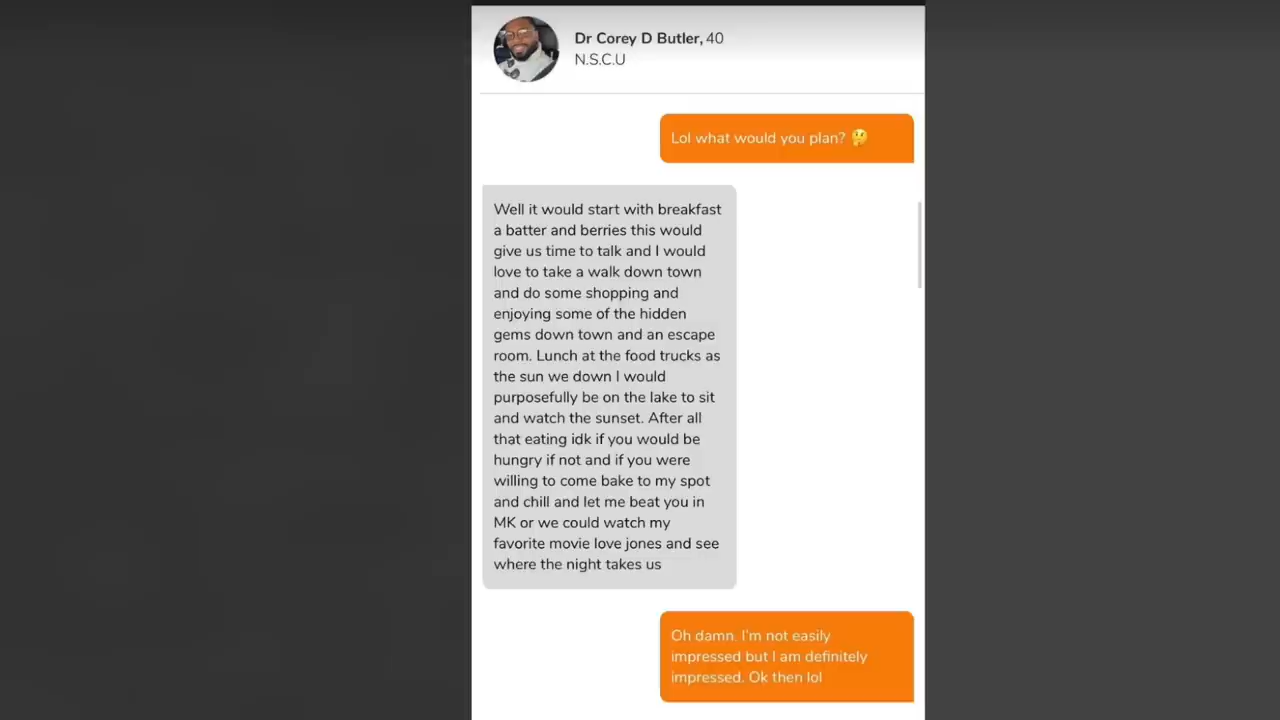 Dr Corey D Butler, 40
N.S.C.U
Lol what would you plan? 🤔
Well it would start with breakfast
a batter and berries this would
give us time to talk and I would
love to take a walk down town
and do some shopping and
enjoying some of the hidden
gems down town and an escape
room. Lunch at the food trucks as
the sun we down I would
purposefully be on the lake to sit
and watch the sunset. After all
that eating idk if you would be
hungry if not and if you were
willing to come bake to my spot
and chill and let me beat you in
MK or we could watch my
favorite movie love jones and see
where the night takes us
Oh damn. I'm not easily
impressed but I am definitely
impressed. Ok then lol